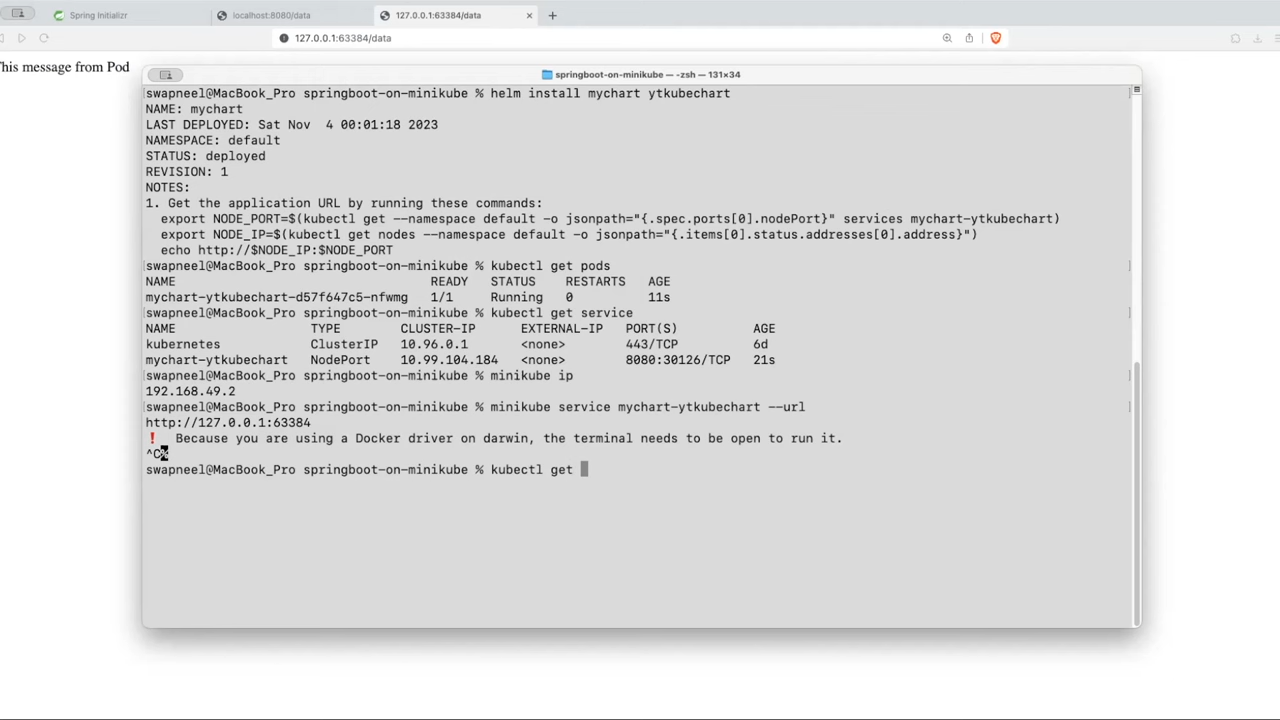 Spring Initializr
localhost:8080/data
127.0.0.1:63384/data
127.0.0.1:63384/data
his message from Pod
springboot-on-minikube — -zsh — 131×34
swapneel@MacBook_Pro springboot-on-minikube % helm install mychart ytkubechart
NAME: mychart
LAST DEPLOYED: Sat Nov  4 00:01:18 2023
NAMESPACE: default
STATUS: deployed
REVISION: 1
NOTES:
1. Get the application URL by running these commands:
  export NODE_PORT=$(kubectl get --namespace default -o jsonpath="{.spec.ports[0].nodePort}" services mychart-ytkubechart)
  export NODE_IP=$(kubectl get nodes --namespace default -o jsonpath="{.items[0].status.addresses[0].address}")
  echo http://$NODE_IP:$NODE_PORT
swapneel@MacBook_Pro springboot-on-minikube % kubectl get pods
NAME                                  READY   STATUS    RESTARTS   AGE
mychart-ytkubechart-d57f647c5-nfwmg   1/1     Running   0          11s
swapneel@MacBook_Pro springboot-on-minikube % kubectl get service
NAME                  TYPE        CLUSTER-IP      EXTERNAL-IP   PORT(S)          AGE
kubernetes            ClusterIP   10.96.0.1       <none>        443/TCP          6d
mychart-ytkubechart   NodePort    10.99.104.184   <none>        8080:30126/TCP   21s
swapneel@MacBook_Pro springboot-on-minikube % minikube ip
192.168.49.2
swapneel@MacBook_Pro springboot-on-minikube % minikube service mychart-ytkubechart --url
http://127.0.0.1:63384
❗  Because you are using a Docker driver on darwin, the terminal needs to be open to run it.
^C%
swapneel@MacBook_Pro springboot-on-minikube % kubectl get